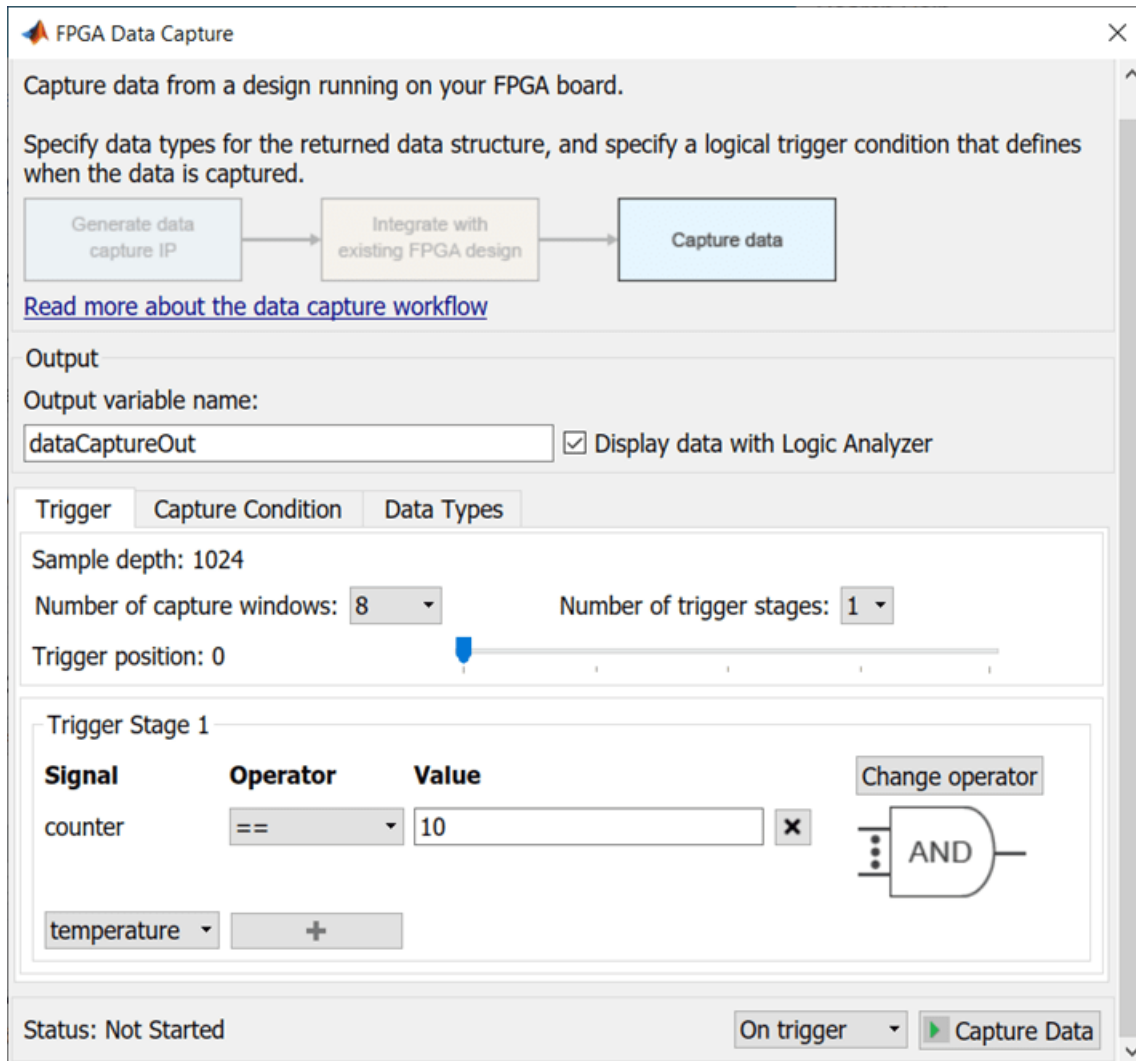 FPGA Data Capture
Capture data from a design running on your FPGA board.
Specify data types for the returned data structure, and specify a logical trigger condition that defines
when the data is captured.
Generate data
capture IP
Integrate with
existing FPGA design
Capture data
Read more about the data capture workflow
Output
Output variable name:
dataCaptureOut
Display data with Logic Analyzer
Trigger
Capture Condition
Data Types
Sample depth: 1024
Number of capture windows: 8
Number of trigger stages: 1
Trigger position: 0
Trigger Stage 1
Signal Operator Value
Change operator
counter == 10
AND
temperature +
Status: Not Started
On trigger
Capture Data